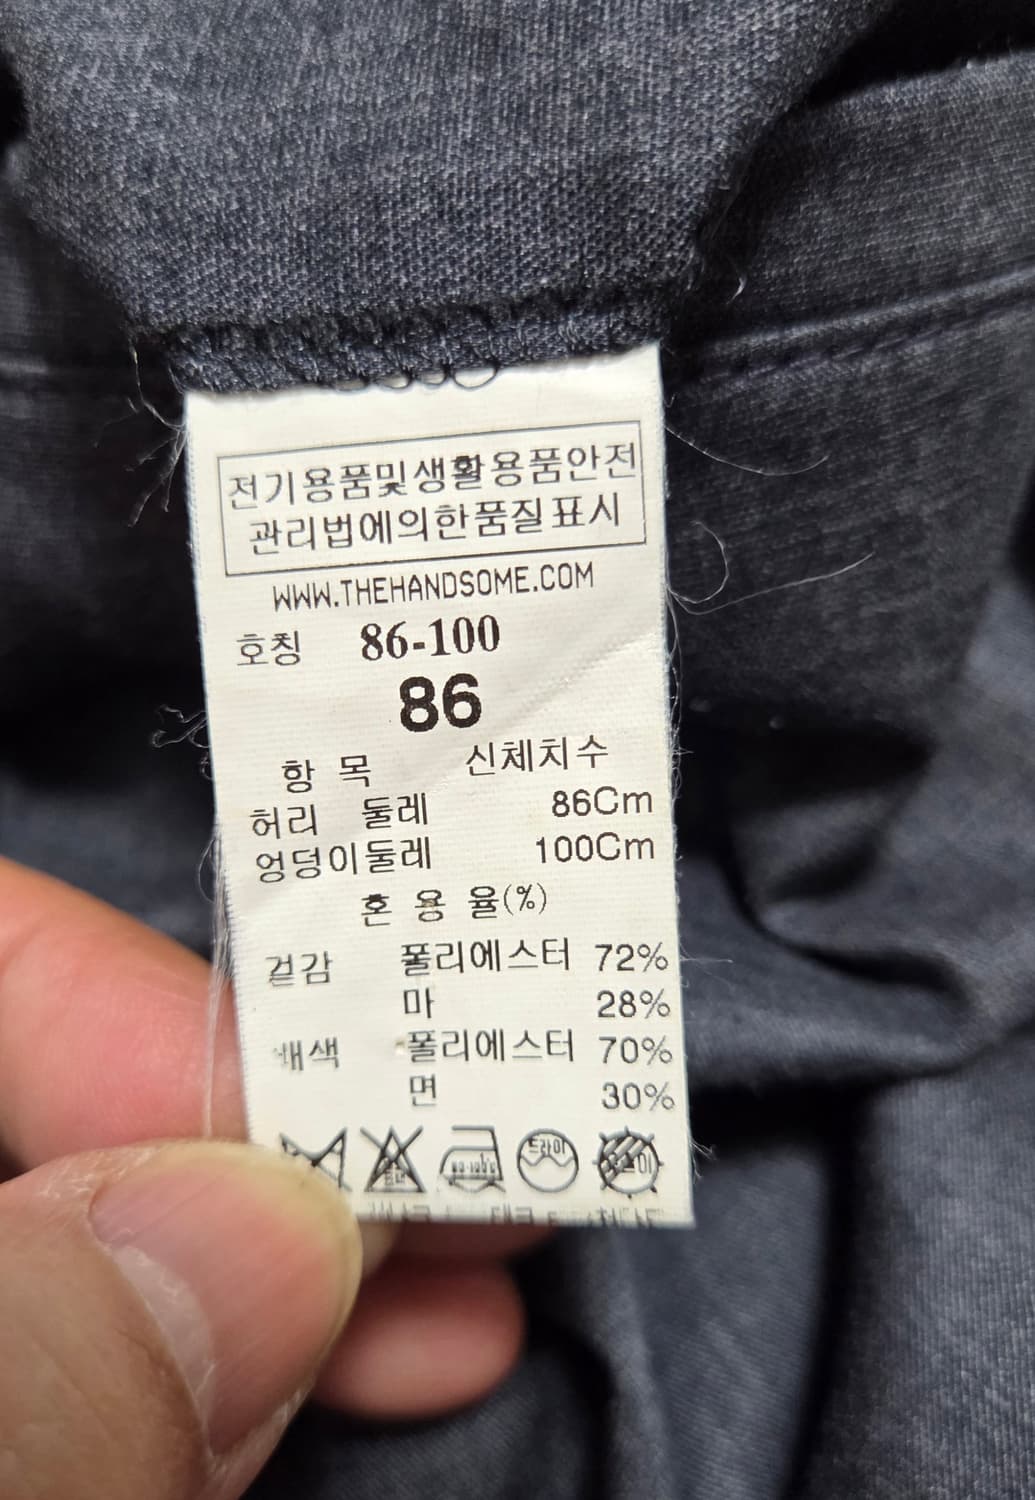 전기용품및생활용품안전
관리법에의한품질표시
WWW.THEHANDSOME.COM
호칭 86-100
86
항 목 신체치수
허리 둘레 86Cm
엉덩이둘레 100Cm
혼 용 율(%)
겉감 폴리에스터 72%
마 28%
배색 폴리에스터 70%
면 30%
드라이